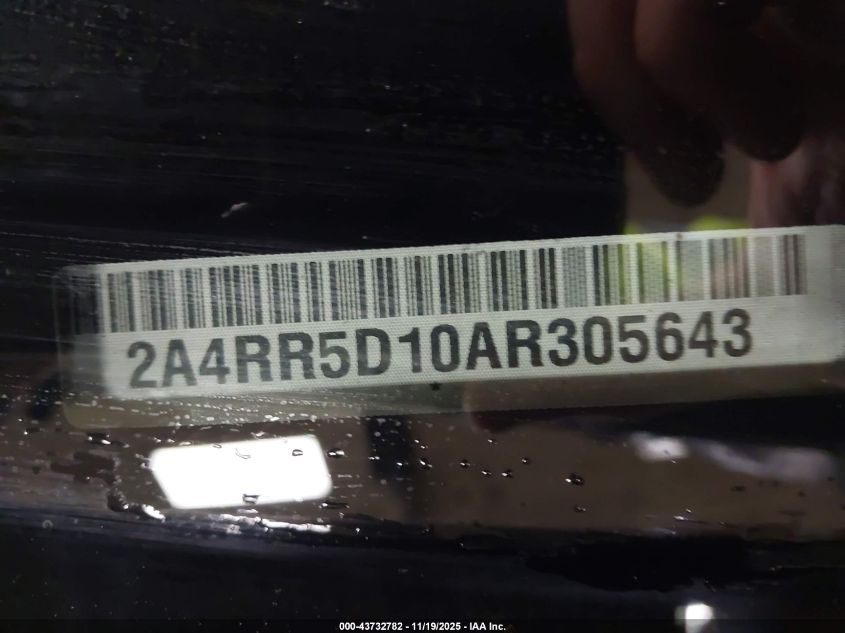 2A4RR5D10AR305643
000-43732782 - 11/19/2025 - IAA Inc.